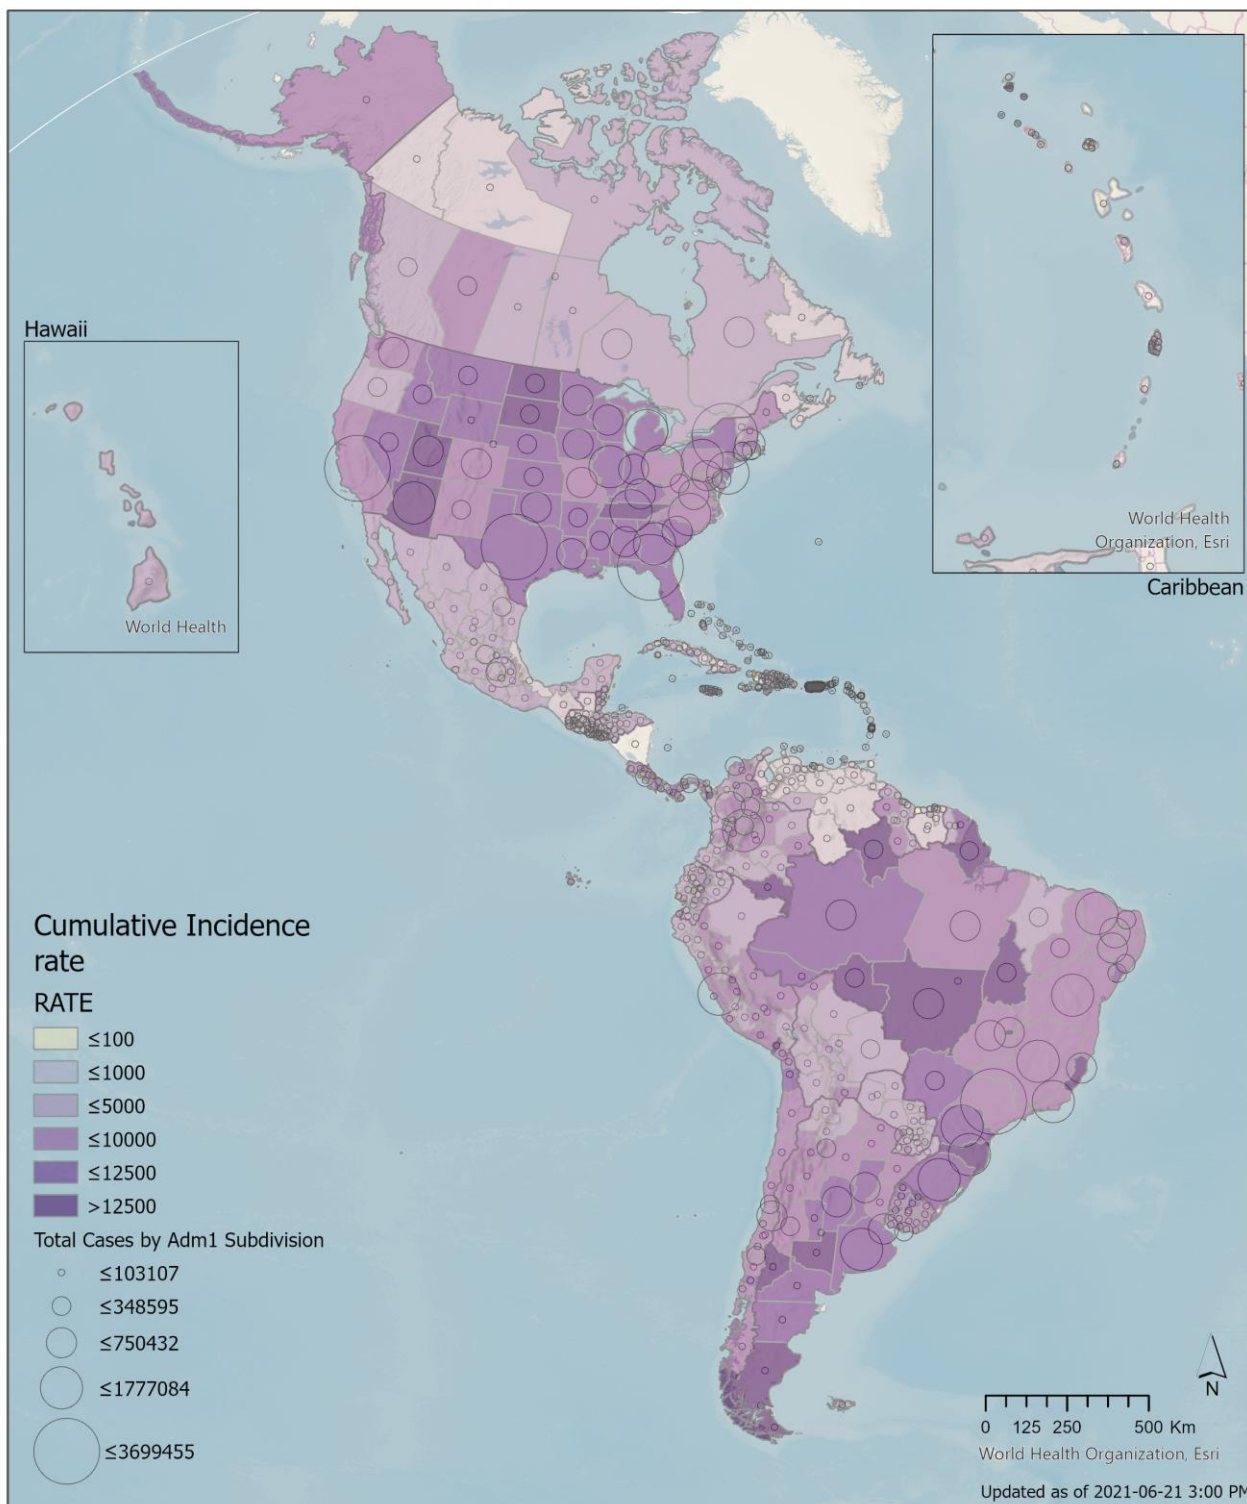 Hawaii
World Health
World Health
Organization, Esri
Caribbean
Cumulative Incidence
rate
RATE
≤100
≤1000
≤5000
≤10000
≤12500
>12500
Total Cases by Adm1 Subdivision
≤103107
≤348595
≤750432
≤1777084
≤3699455
N
0 125 250 500 Km
World Health Organization, Esri
Updated as of 2021-06-21 3:00 PM